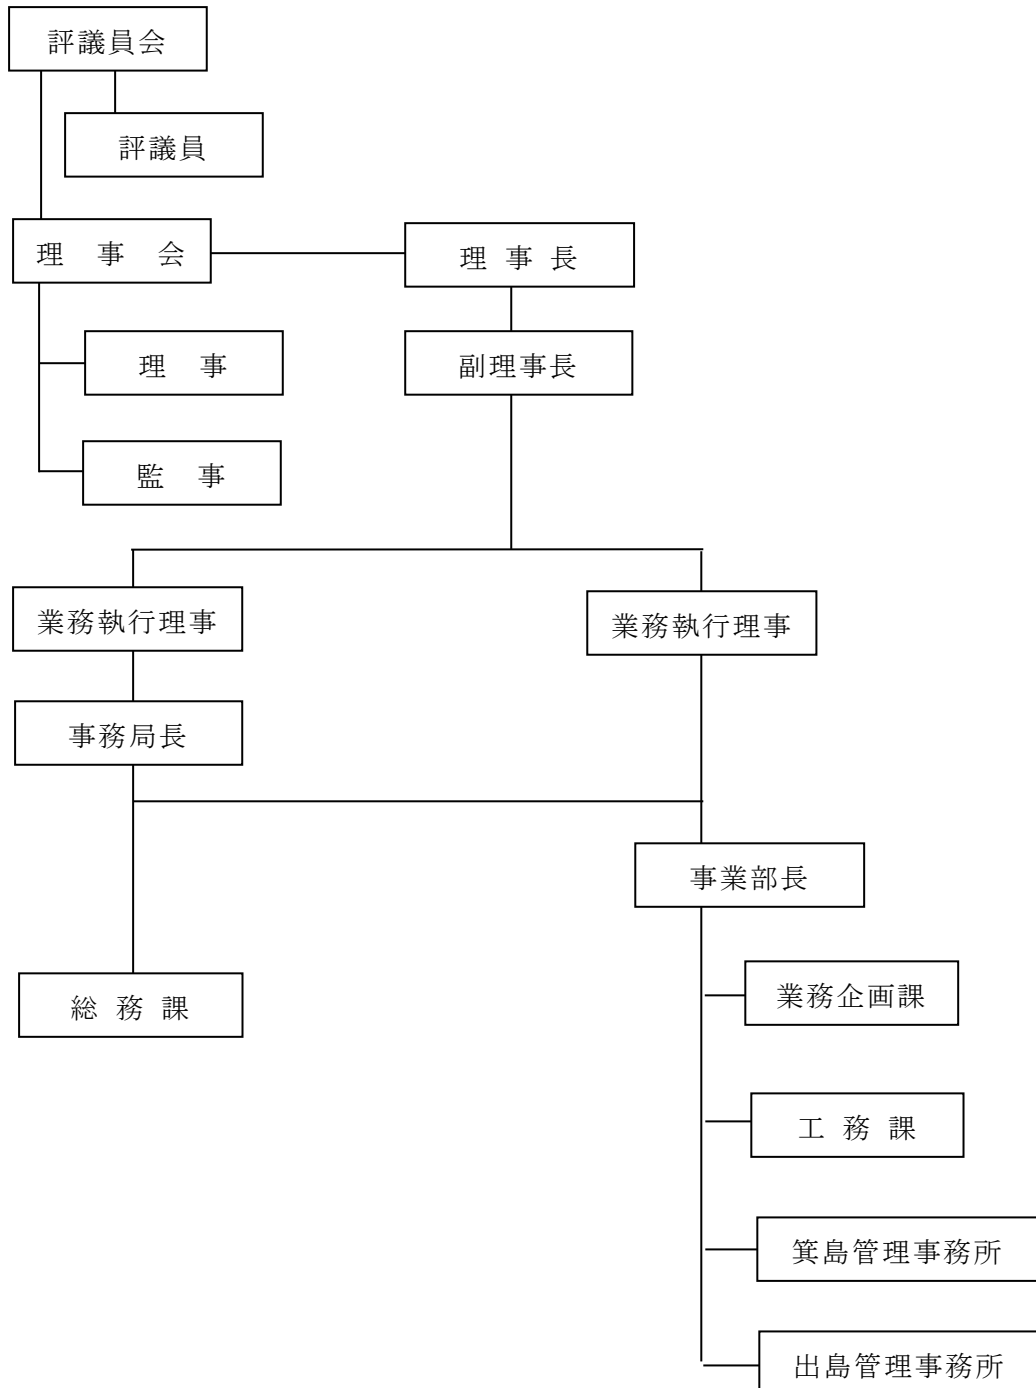 評議員会
評議員
理 事 会
理 事 長
理 事
副理事長
監 事
業務執行理事
業務執行理事
事務局長
事業部長
総 務 課
業務企画課
工 務 課
箕島管理事務所
出島管理事務所